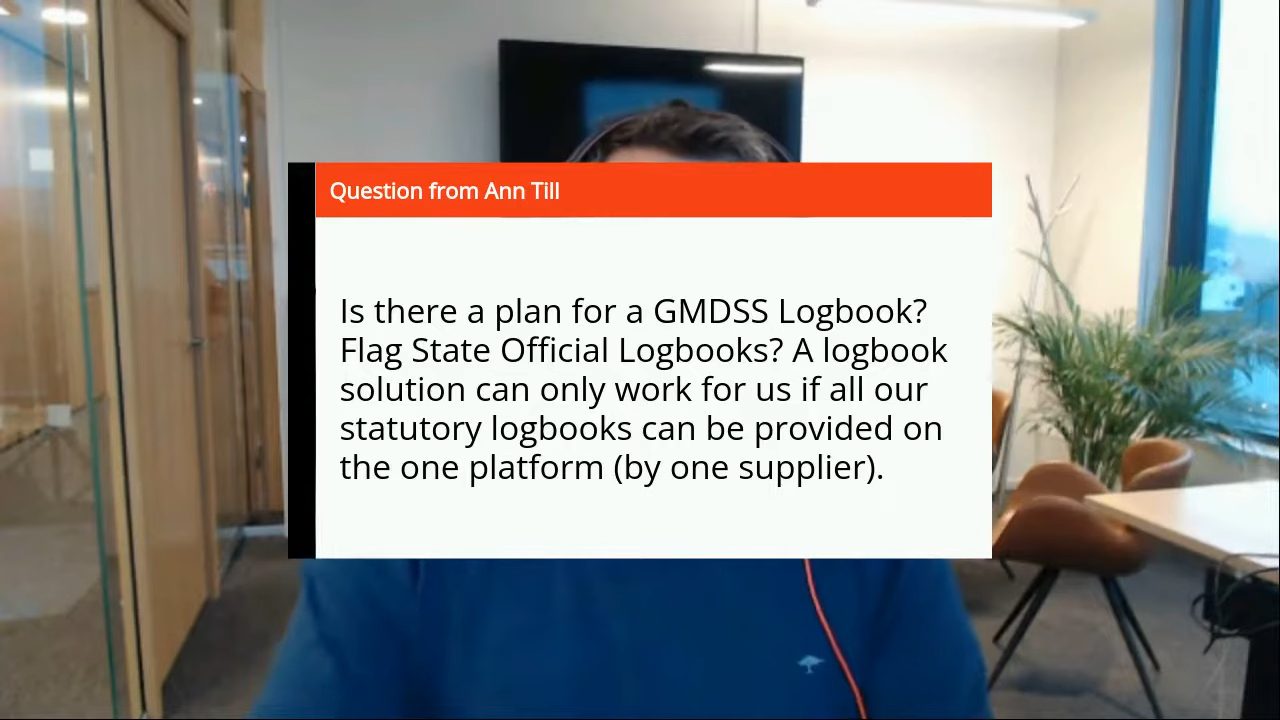 Question from Ann Till
Is there a plan for a GMDSS Logbook?
Flag State Official Logbooks? A logbook
solution can only work for us if all our
statutory logbooks can be provided on
the one platform (by one supplier).